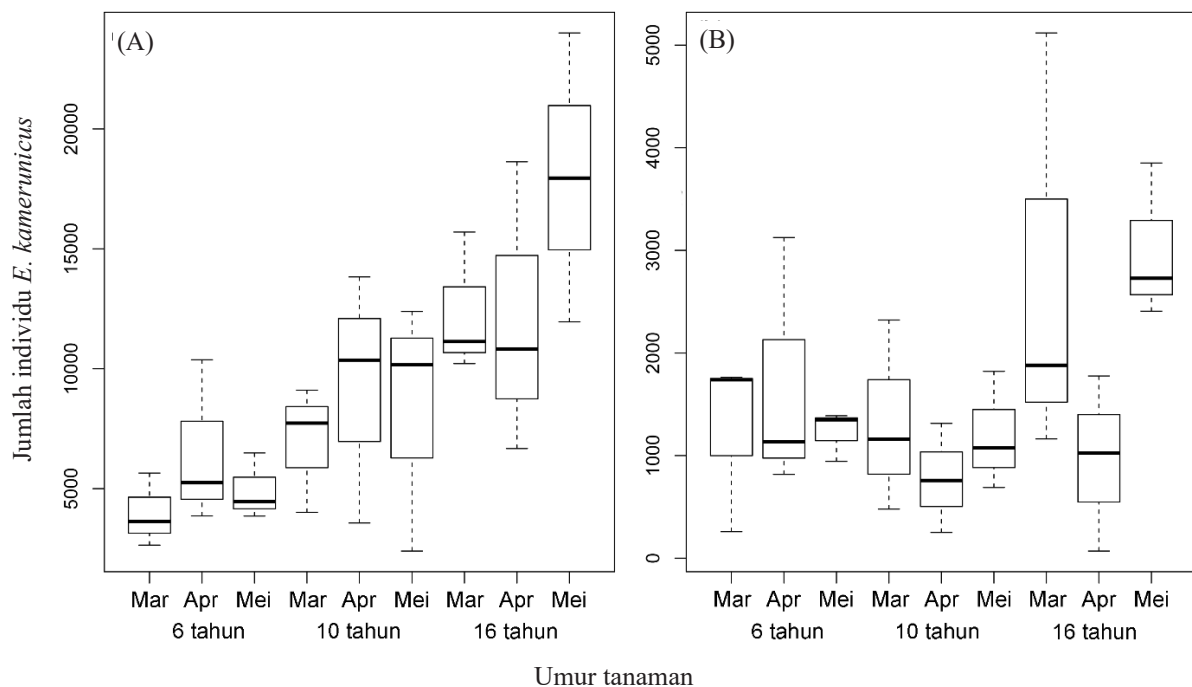 (A)
(B)
Jumlah individu E. kamerunicus
20000
15000
10000
5000
5000
4000
3000
2000
1000
0
Mar Apr Mei Mar Apr Mei Mar Apr Mei
6 tahun 10 tahun 16 tahun
Mar Apr Mei Mar Apr Mei Mar Apr Mei
6 tahun 10 tahun 16 tahun
Umur tanaman